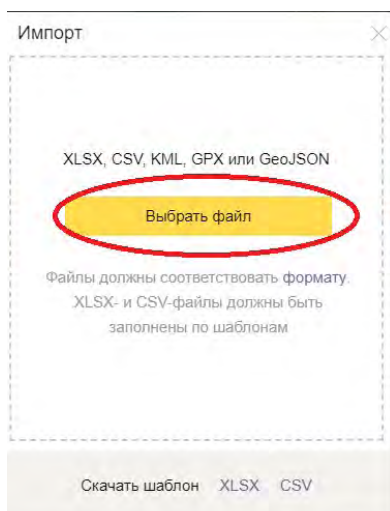 Импорт
XLSX, CSV, KML, GPX или GeoJSON
Выбрать файл
Файлы должны соответствовать формату.
XLSX- и CSV-файлы должны быть
заполнены по шаблонам
Скачать шаблон XLSX CSV